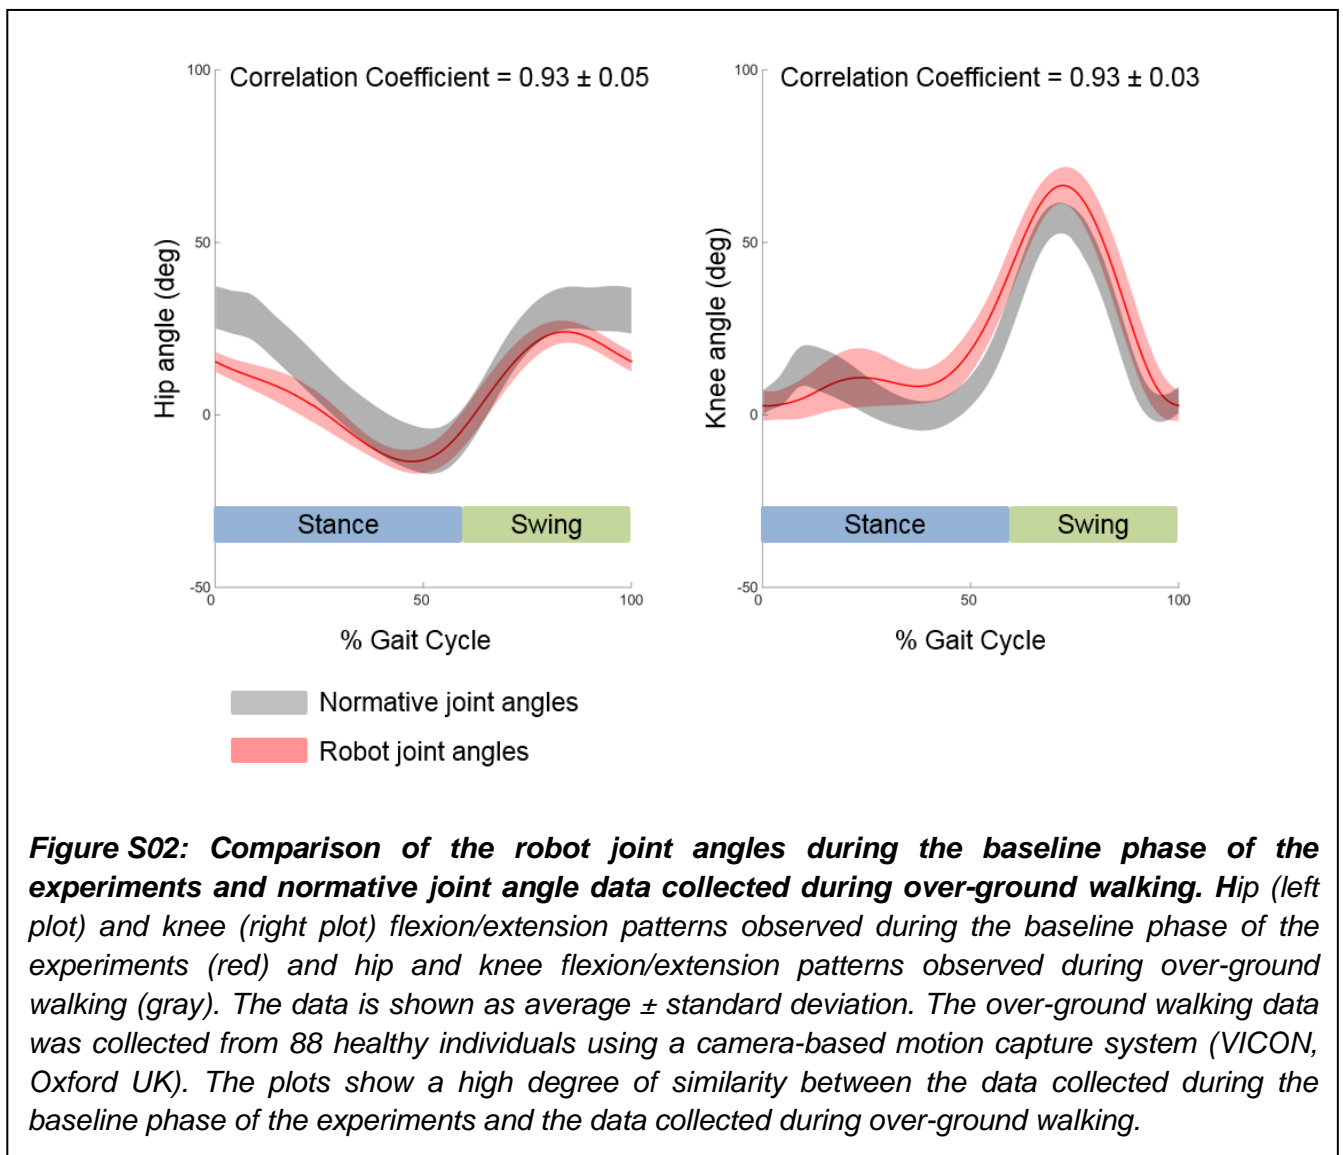 Correlation Coefficient = 0.93 ± 0.05
100
50
0
-50
Hip angle (deg)
Stance
Swing
0
50
100
% Gait Cycle
Correlation Coefficient = 0.93 ± 0.03
100
50
0
-50
Knee angle (deg)
Stance
Swing
0
50
100
% Gait Cycle
Normative joint angles
Robot joint angles
Figure S02: Comparison of the robot joint angles during the baseline phase of the
experiments and normative joint angle data collected during over-ground walking. Hip (left
plot) and knee (right plot) flexion/extension patterns observed during the baseline phase of the
experiments (red) and hip and knee flexion/extension patterns observed during over-ground
walking (gray). The data is shown as average ± standard deviation. The over-ground walking data
was collected from 88 healthy individuals using a camera-based motion capture system (VICON,
Oxford UK). The plots show a high degree of similarity between the data collected during the
baseline phase of the experiments and the data collected during over-ground walking.